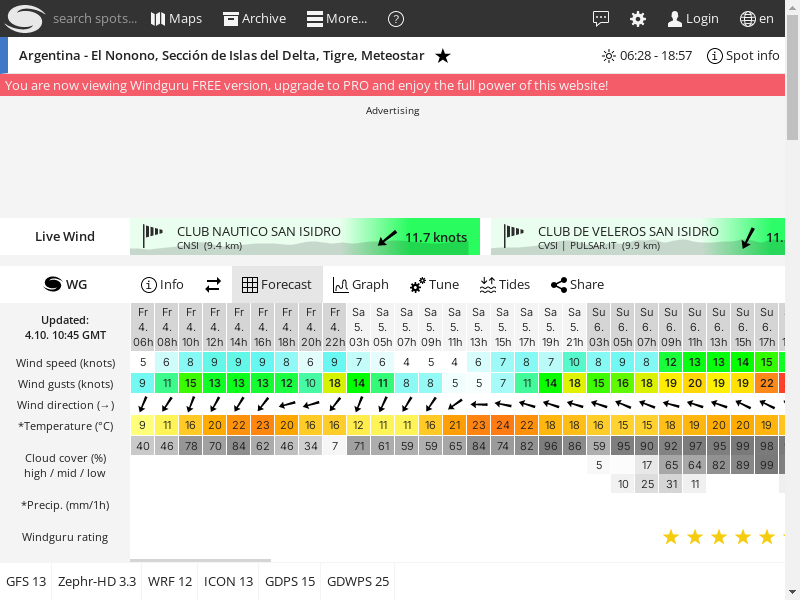 search spots... Maps Archive More... ? Login en
Argentina - El Nonono, Sección de Islas del Delta, Tigre, Meteostar ★ 06:28 - 18:57 Spot info
You are now viewing Windguru FREE version, upgrade to PRO and enjoy the full power of this website!
Advertising
Live Wind
CLUB NAUTICO SAN ISIDRO
CNSI (9.4 km)
11.7 knots
CLUB DE VELEROS SAN ISIDRO
CVSI | PULSAR.IT (9.9 km)
11.
WG Info Forecast Graph Tune Tides Share
Updated:
4.10. 10:45 GMT
Fr Fr Fr Fr Fr Fr Fr Fr Fr Sa Sa Sa Sa Sa Sa Sa Sa Sa Sa Su Su Su Su Su Su Su Su
4. 4. 4. 4. 4. 4. 4. 4. 4. 5. 5. 5. 5. 5. 5. 5. 5. 5. 5. 6. 6. 6. 6. 6. 6. 6. 6.
06h 08h 10h 12h 14h 16h 18h 20h 22h 03h 05h 07h 09h 11h 13h 15h 17h 19h 21h 03h 05h 07h 09h 11h 13h 15h 17h
Wind speed (knots) 5 6 8 9 9 9 8 6 9 7 6 4 5 4 6 7 8 7 10 8 9 8 12 13 13 14 15
Wind gusts (knots) 9 11 15 13 13 13 12 10 18 14 11 8 8 5 5 7 11 14 18 15 16 18 19 20 19 19 22
Wind direction (→)
*Temperature (°C) 9 11 16 20 22 23 20 16 16 12 11 11 16 21 23 24 22 18 18 16 15 15 18 19 20 20 19
Cloud cover (%)
high / mid / low
40 46 78 70 84 62 46 34 7 71 61 59 59 65 84 74 82 96 86 59 95 90 92 97 95 99 98
5 17 65 64 82 89 99
10 25 31 11
*Precip. (mm/1h)
Windguru rating
GFS 13 Zephr-HD 3.3 WRF 12 ICON 13 GDPS 15 GDWPS 25